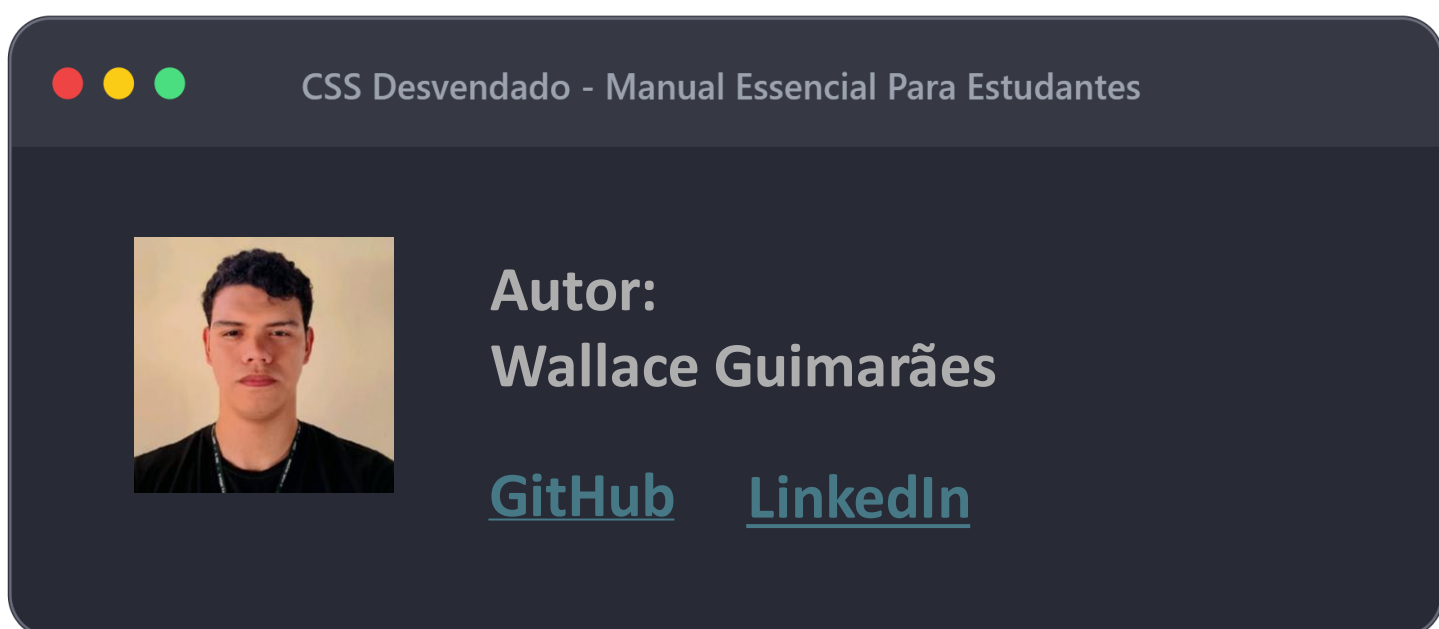 CSS Desvendado - Manual Essencial Para Estudantes
Autor:
Wallace Guimarães
GitHub LinkedIn